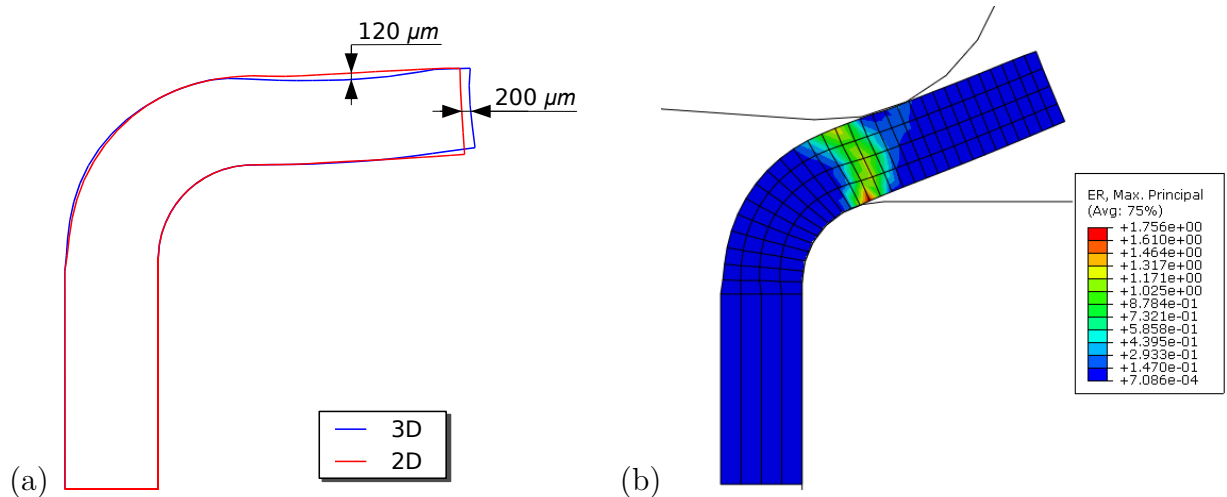 120 μm
200 μm
3D
2D
(a)
ER, Max. Principal
(Avg: 75%)
+1.756e+00
+1.610e+00
+1.464e+00
+1.317e+00
+1.171e+00
+1.025e+00
+8.784e-01
+7.321e-01
+5.858e-01
+4.395e-01
+2.933e-01
+1.470e-01
+7.086e-04
(b)